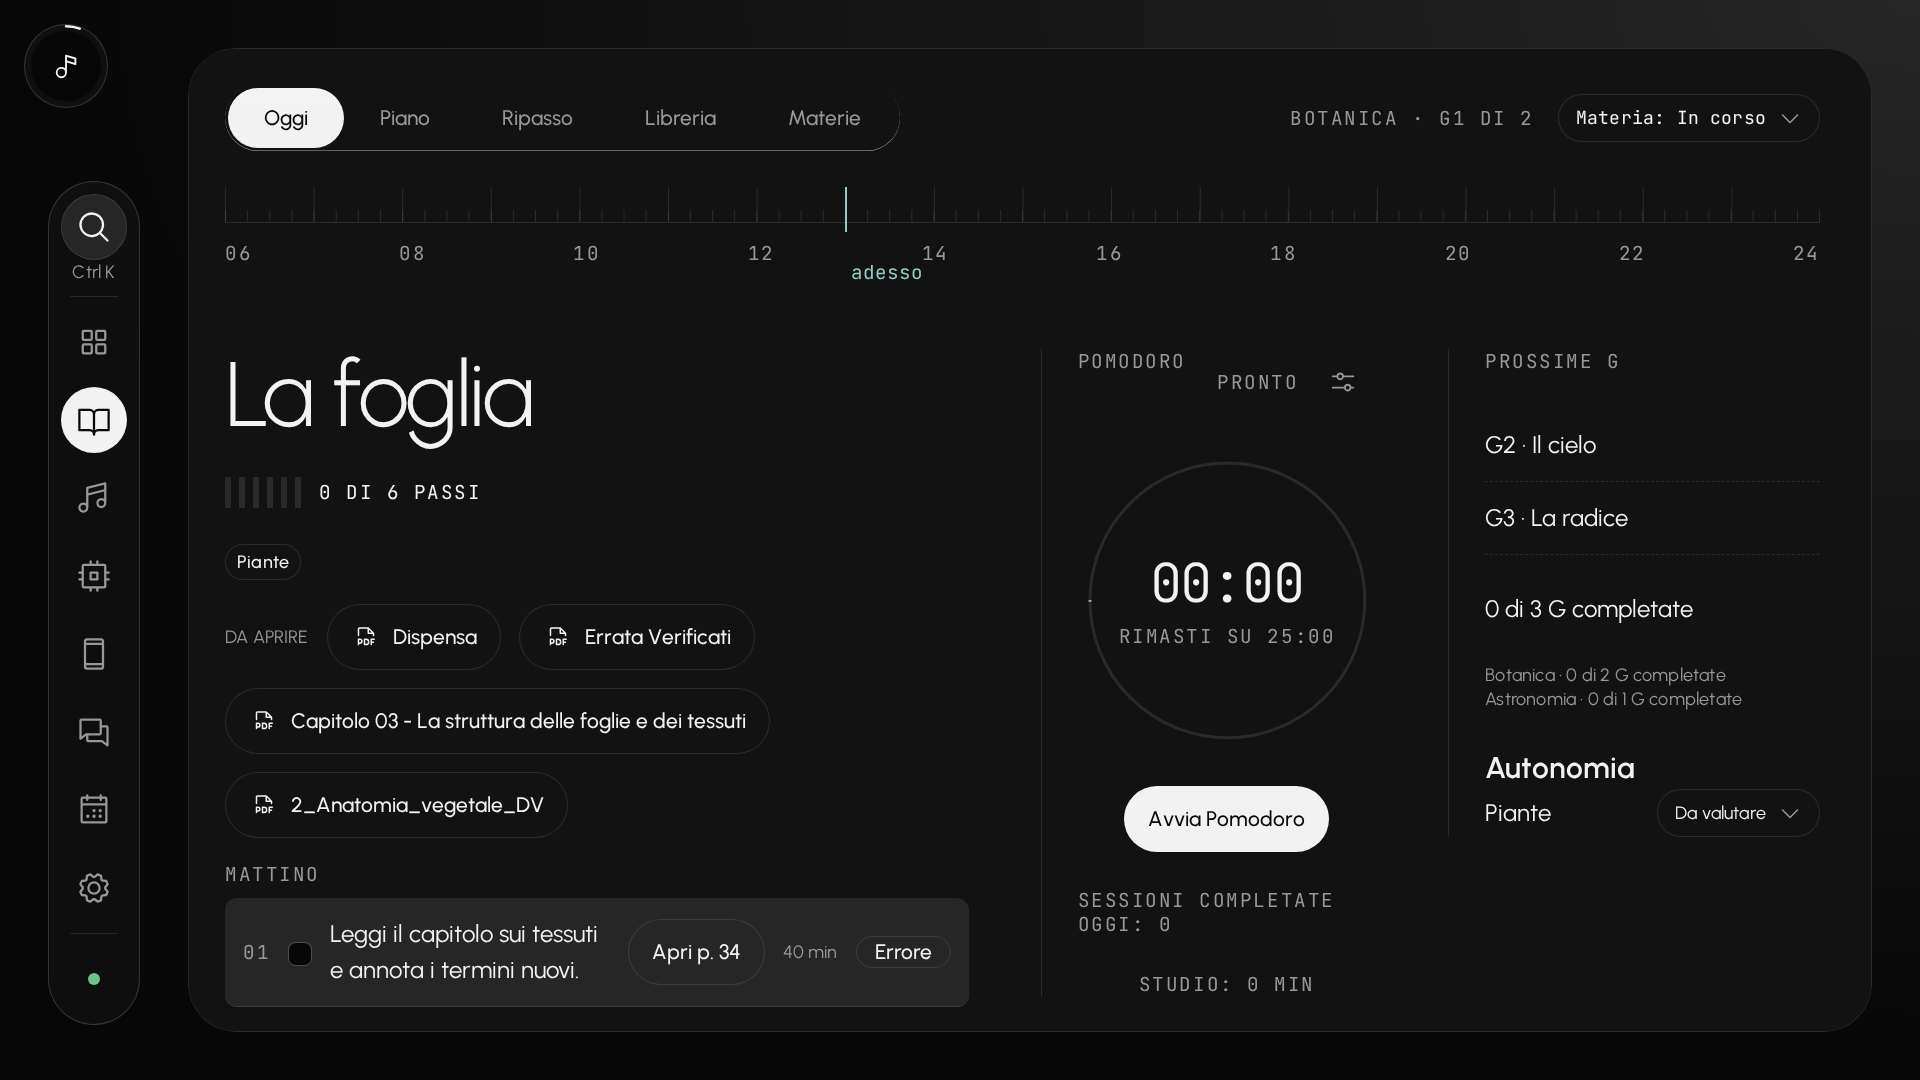 Oggi
Piano
Ripasso
Libreria
Materie
BOTANICA · G1 DI 2
Materia: In corso
Ctrl K
06 08 10 12 14 16 18 20 22 24
adesso
La foglia
0 DI 6 PASSI
Piante
DA APRIRE
Dispensa
Errata Verificati
Capitolo 03 - La struttura delle foglie e dei tessuti
2_Anatomia_vegetale_DV
MATTINO
01
Leggi il capitolo sui tessuti
e annota i termini nuovi.
Apri p. 34
40 min
Errore
POMODORO
PRONTO
00:00
RIMASTI SU 25:00
Avvia Pomodoro
SESSIONI COMPLETATE
OGGI: 0
STUDIO: 0 MIN
PROSSIME G
G2 · Il cielo
G3 · La radice
0 di 3 G completate
Botanica · 0 di 2 G completate
Astronomia · 0 di 1 G completate
Autonomia
Piante
Da valutare
PDF
PDF
PDF
PDF